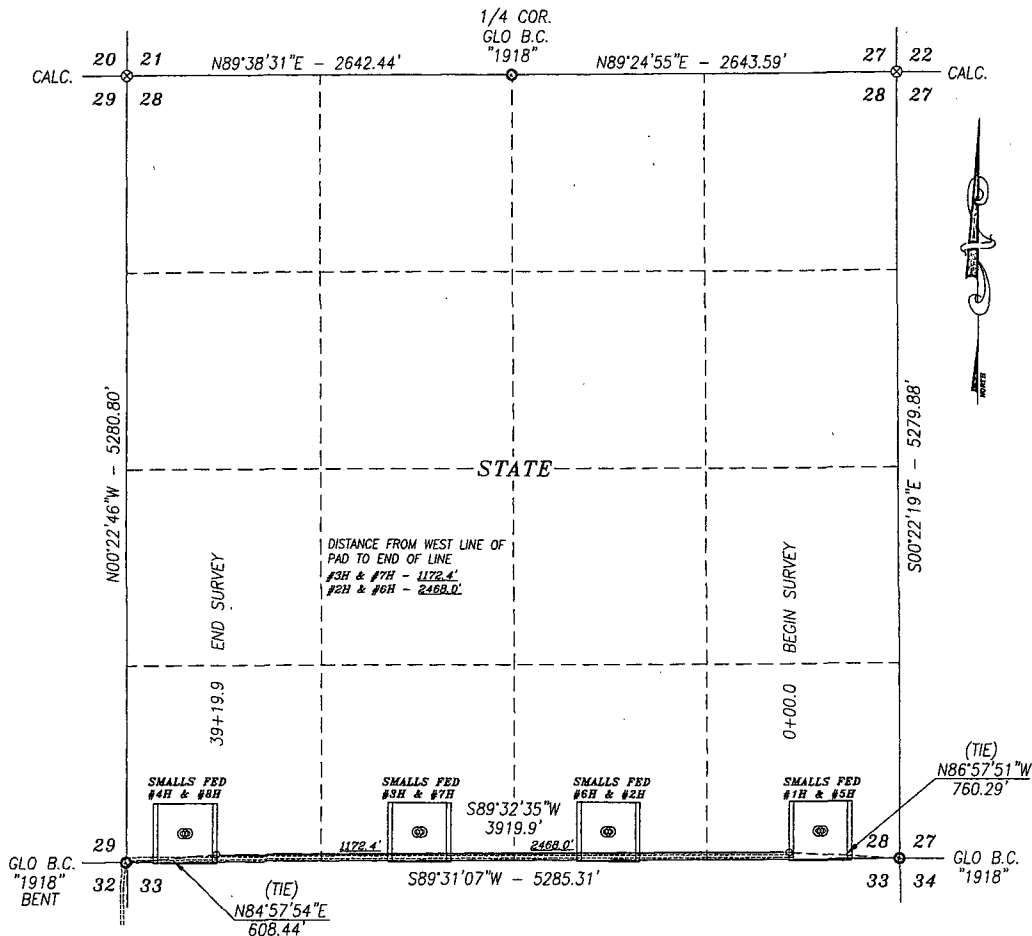 1/4 COR.
GLO B.C.
"1918"
20 21
N89°38'31"E - 2642.44'
N89°24'55"E - 2643.59'
27 22
CALC.
CALC.
29 28
28 27
N00°22'46"W - 5280.80'
S00°22'19"E - 5279.88'
NORTH
STATE
DISTANCE FROM WEST LINE OF
PAD TO END OF LINE
#3H & #7H - 1172.4'
#2H & #6H - 2468.0'
39+19.9 END SURVEY
0+00.0 BEGIN SURVEY
(TIE)
N86°57'51"W
760.29'
SMALLS FED
#4H & #8H
SMALLS FED
#3H & #7H
SMALLS FED
#6H & #2H
SMALLS FED
#1H & #5H
S89°32'35"W
3919.9'
29
1172.4'
2468.0'
28 27
GLO B.C.
"1918"
BENT
32 33
S89°31'07"W - 5285.31'
33 34
GLO B.C.
"1918"
(TIE)
N84°57'54"E
608.44'